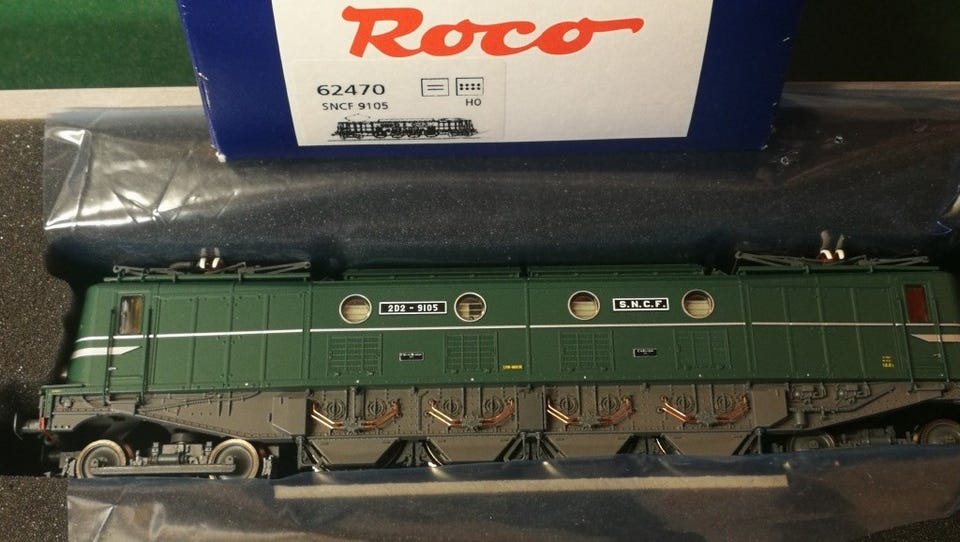 Roco
62470
SNCF 9105
H0
2D2 - 9105
S.N.C.F.